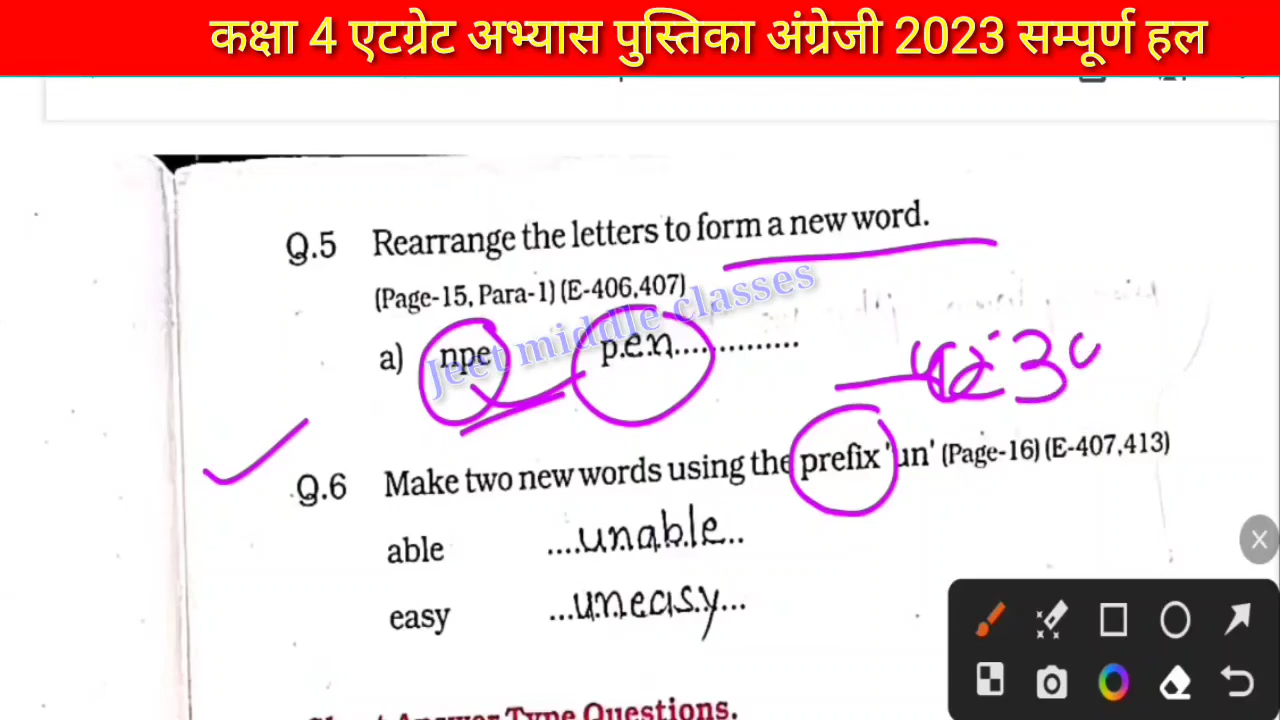 कक्षा 4 एटग्रेट अभ्यास पुस्तिका अंग्रेजी 2023 सम्पूर्ण हल
Q.5 Rearrange the letters to form a new word.
(Page-15, Para-1) (E-406,407)
Jeet middle classes
a) npe p.e.n..............
Q.6 Make two new words using the prefix 'un' (Page-16) (E-407,413)
able ....unable..
easy ...uneasy...
Answer Type Questions.